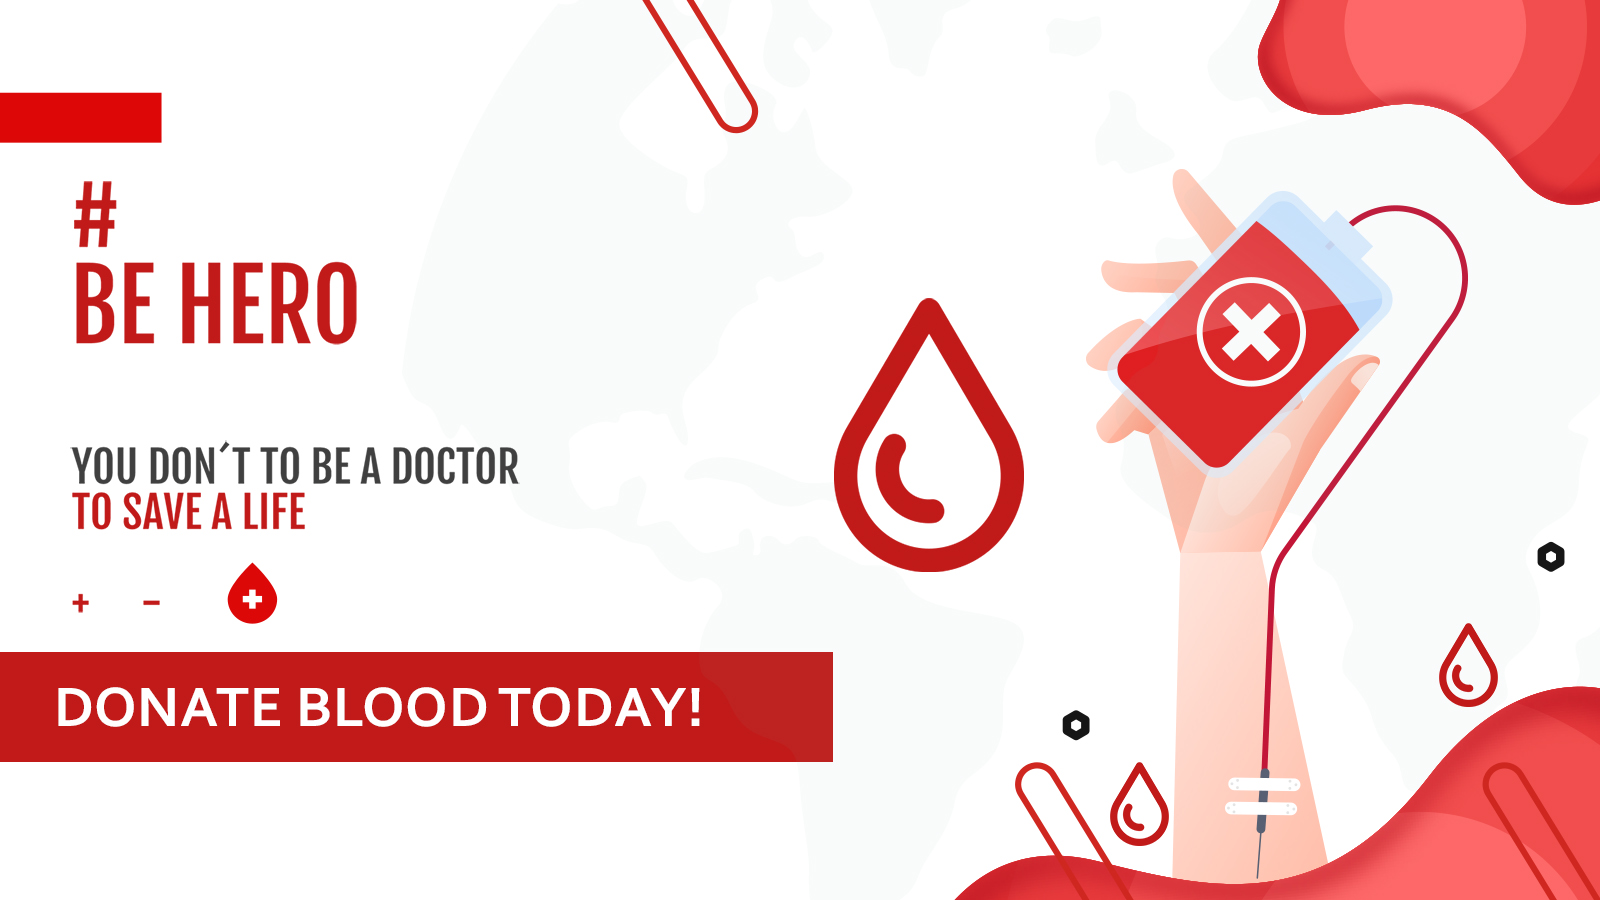 #
BE HERO
YOU DON´T TO BE A DOCTOR
TO SAVE A LIFE
+ −
DONATE BLOOD TODAY!